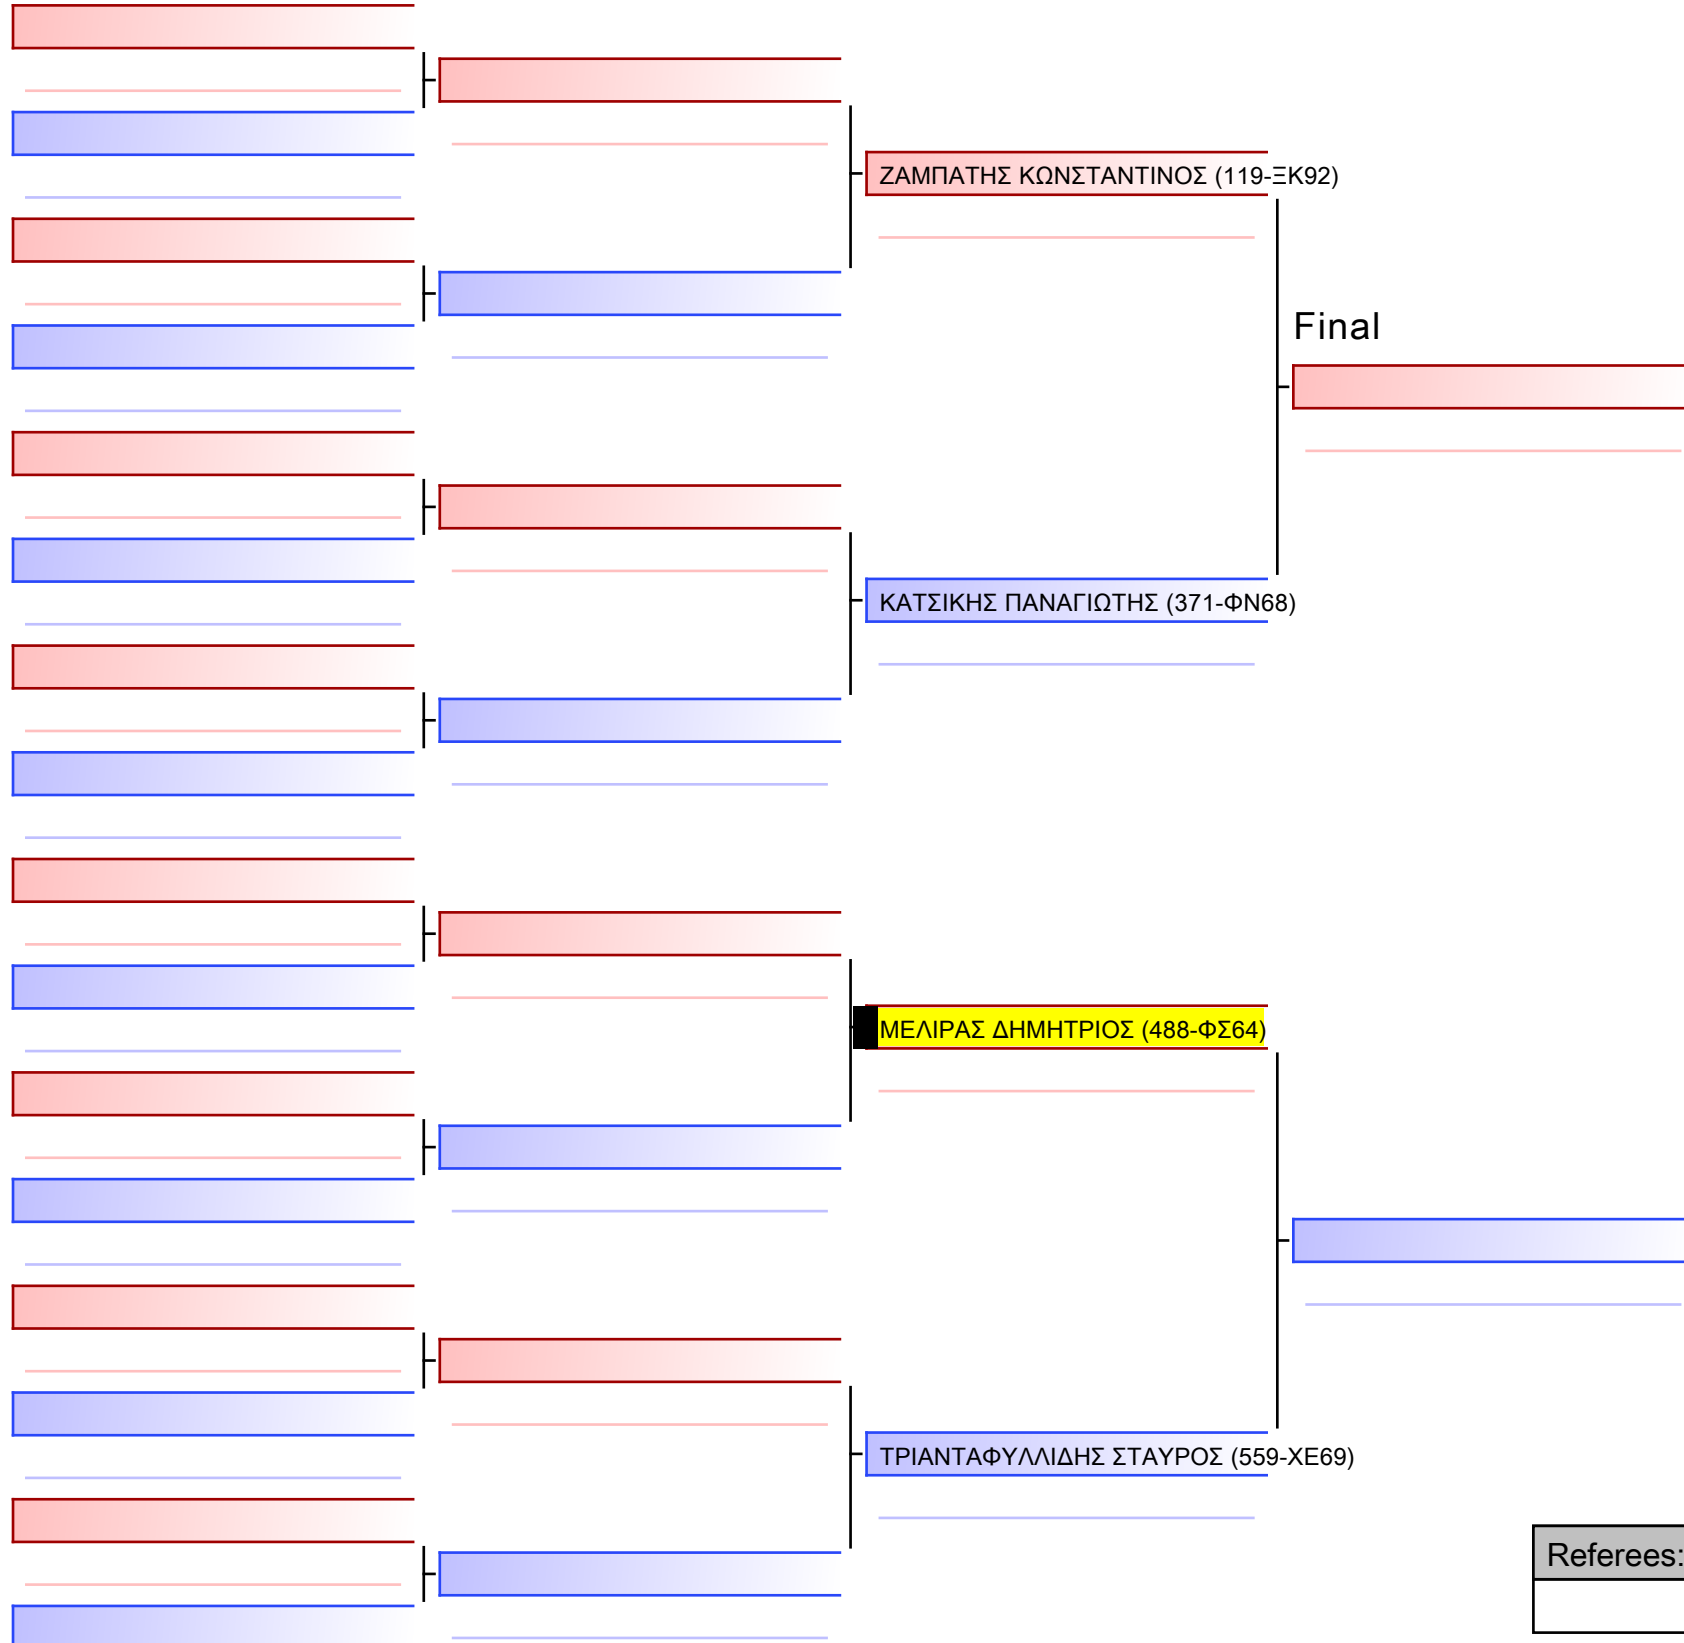 ΖΑΜΠΑΤΗΣ ΚΩΝΣΤΑΝΤΙΝΟΣ (119-ΞΚ92)
Final
ΚΑΤΣΙΚΗΣ ΠΑΝΑΓΙΩΤΗΣ (371-ΦΝ68)
ΜΕΛΙΡΑΣ ΔΗΜΗΤΡΙΟΣ (488-ΦΣ64)
ΤΡΙΑΝΤΑΦΥΛΛΙΔΗΣ ΣΤΑΥΡΟΣ (559-ΧΕ69)
Referees: